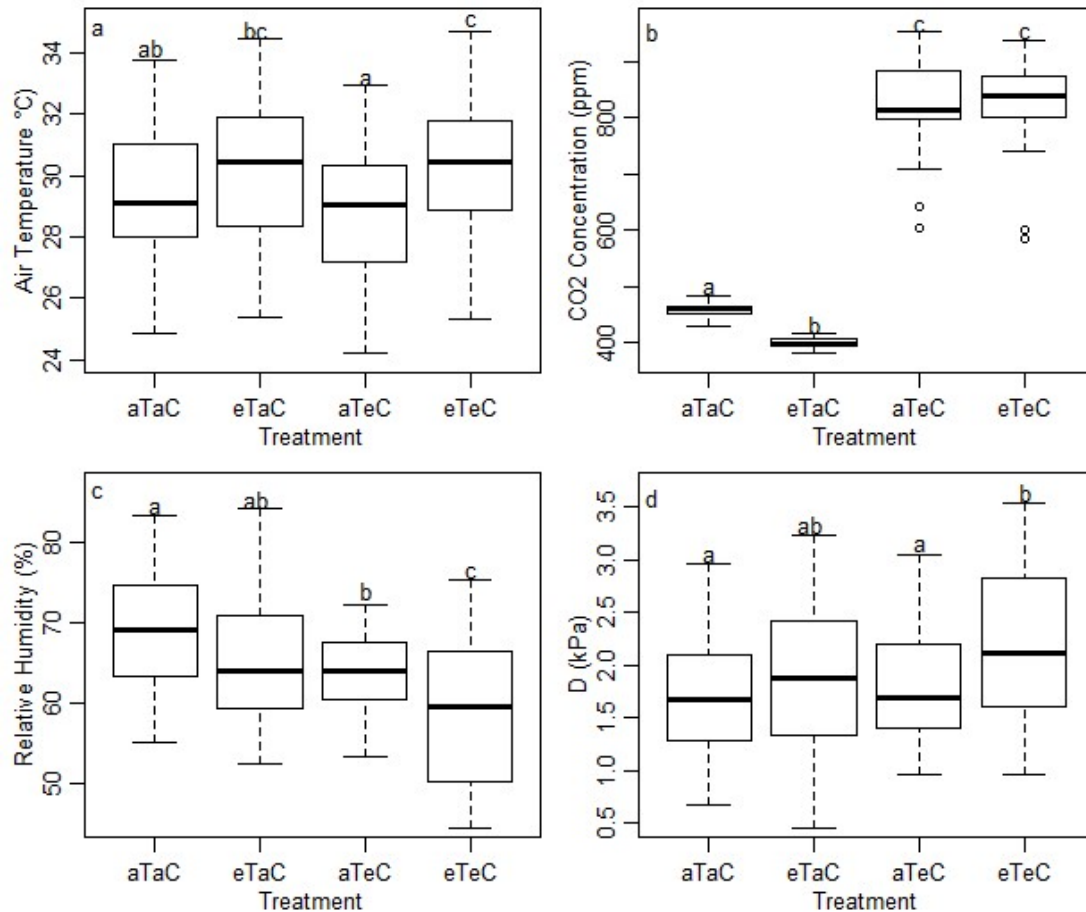 a
ab bc a c
Air Temperature °C)
34
32
30
28
26
24
aTaC eTaC aTeC eTeC
Treatment
b
a b c c
CO2 Concentration (ppm)
800
600
400
aTaC eTaC aTeC eTeC
Treatment
c
a ab b c
Relative Humidity (%)
80
70
60
50
aTaC eTaC aTeC eTeC
Treatment
d
a ab a b
D (kPa)
3.5
3.0
2.5
2.0
1.5
1.0
0.5
aTaC eTaC aTeC eTeC
Treatment